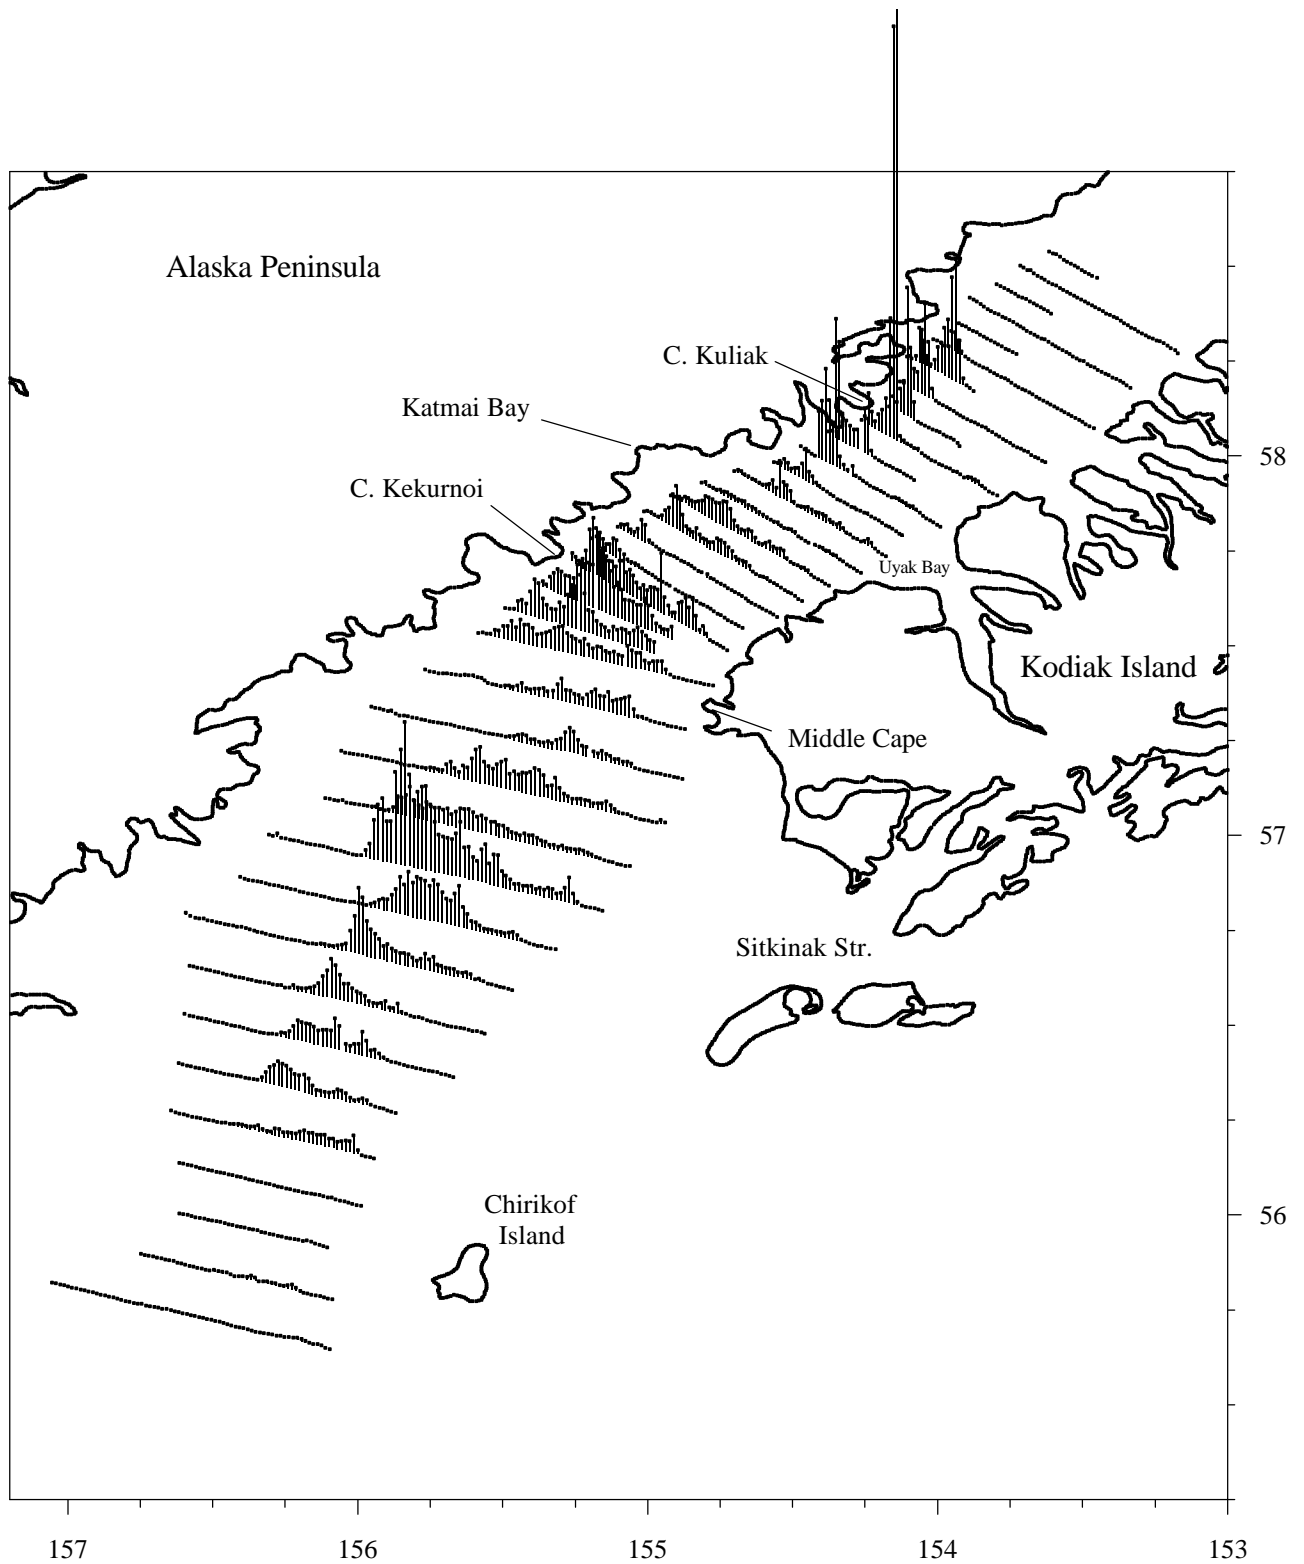 Alaska Peninsula
C. Kuliak
Katmai Bay
58
C. Kekurnoi
Uyak Bay
Kodiak Island
Middle Cape
57
Sitkinak Str.
Chirikof
Island
56
157
156
155
154
153